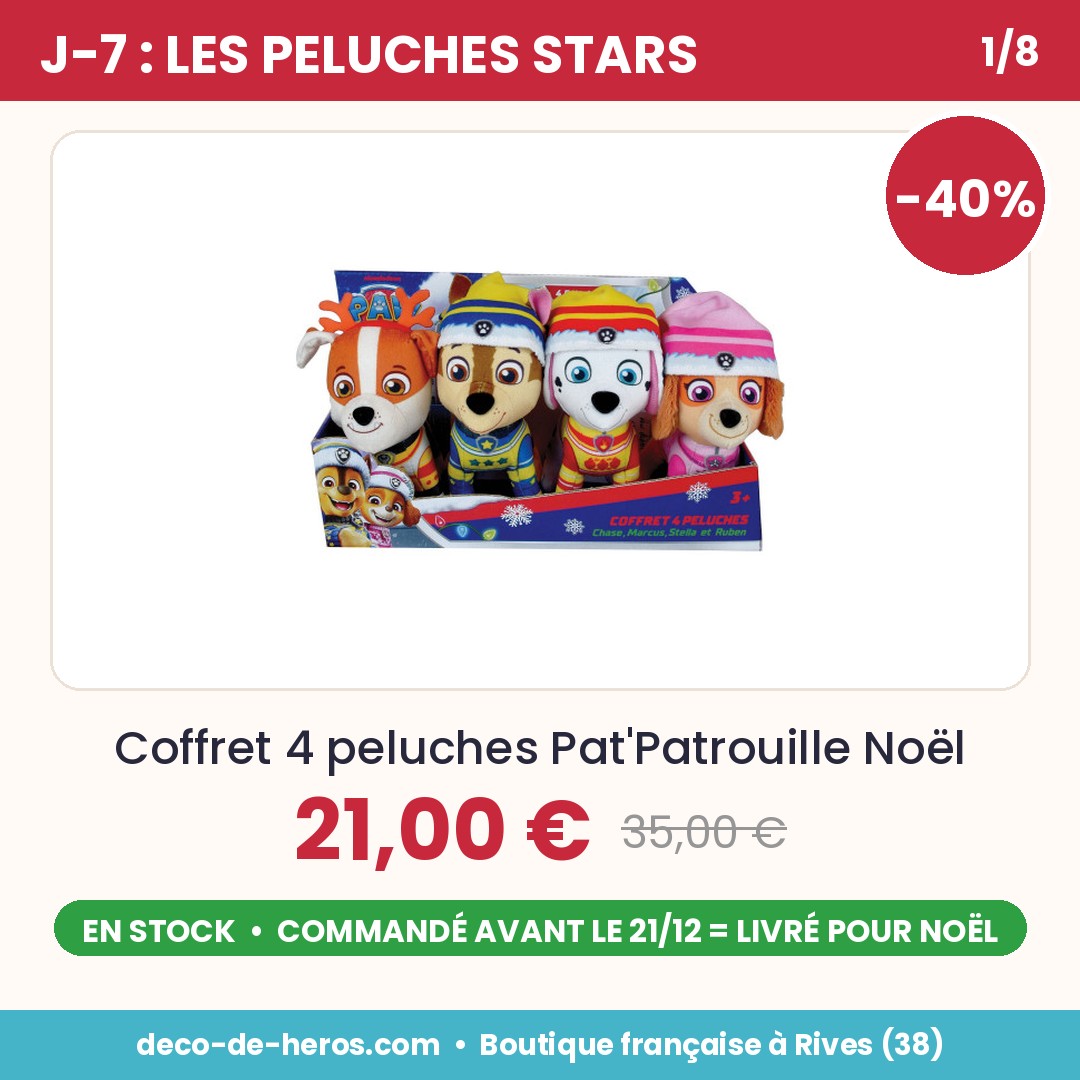 J-7 : LES PELUCHES STARS
1/8
-40%
nickelodeon
PAW
3+
COFFRET 4 PELUCHES
Chase, Marcus, Stella et Ruben
Coffret 4 peluches Pat'Patrouille Noël
21,00 € 35,00 €
EN STOCK • COMMANDÉ AVANT LE 21/12 = LIVRÉ POUR NOËL
deco-de-heros.com • Boutique française à Rives (38)